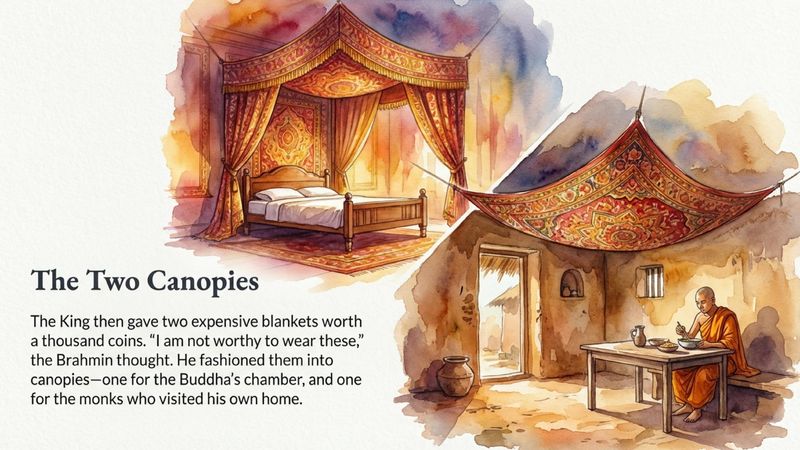 The Two Canopies
The King then gave two expensive blankets worth
a thousand coins. “I am not worthy to wear these,”
the Brahmin thought. He fashioned them into
canopies—one for the Buddha’s chamber, and one
for the monks who visited his own home.